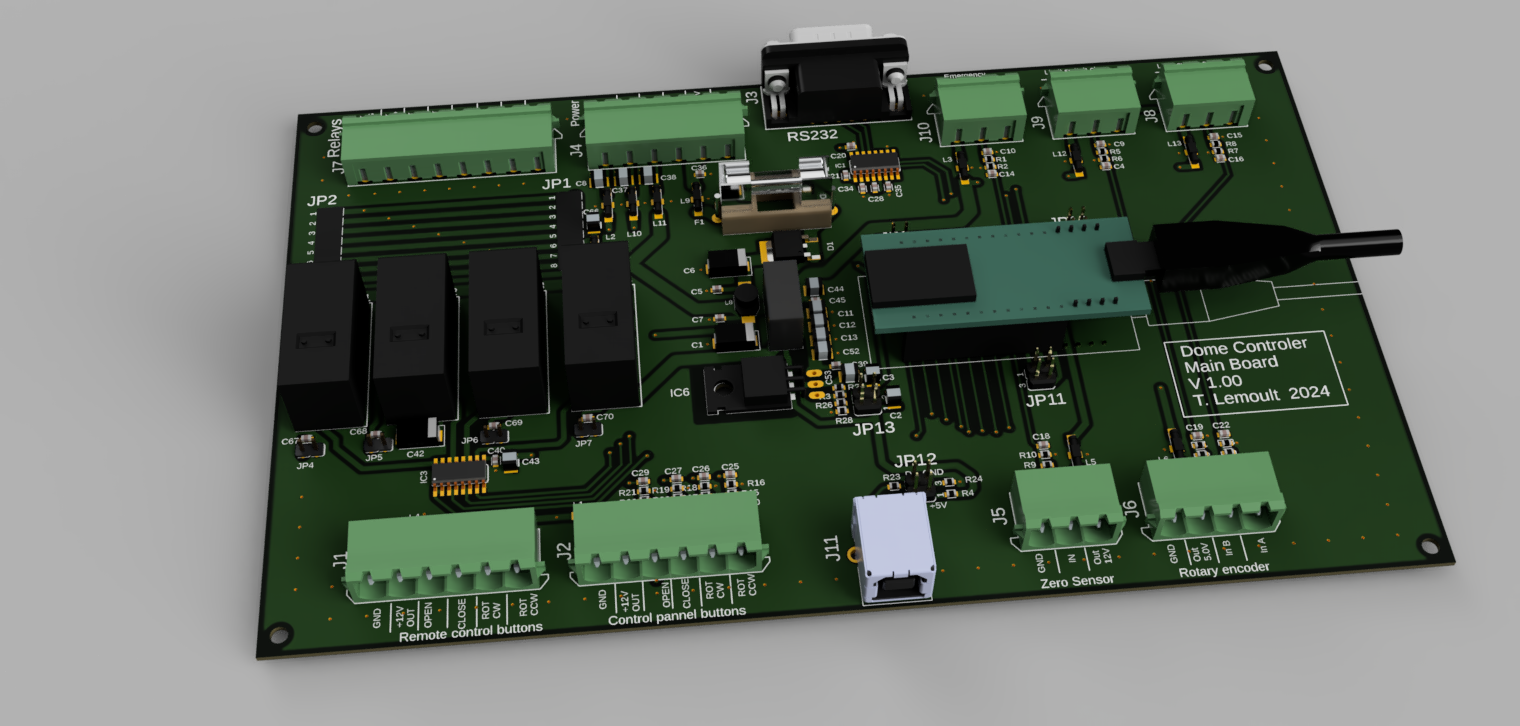 J7 Relays
Power
J4
J3
RS232
Emergency
J10
J9
J8
JP2
JP1
C8
C37
C38
C36
L2
L10
L11
L9
F1
C20
IC1
C34
C26
C35
L3
C10
R1
R2
C14
L12
C9
R5
R6
C4
L13
C15
R8
R7
C16
D1
C6
C5
C7
C1
L8
C44
C45
C11
C12
C13
C52
C53
IC6
R26
R28
C3
C2
JP13
JP11
Dome Controler
Main Board
V 1.00
T. Lemoult 2024
C67
C68
C69
C70
JP4
JP5
JP6
JP7
C42
C43
IC3
C29
C27
C26
C25
R21
R19
R18
R16
JP12
R23
R24
R4
+5V
C18
R10
R9
L5
C19
C22
J1
GND
+12V OUT
OPEN
CLOSE
ROT CW
ROT CCW
Remote control buttons
J2
GND
+12V OUT
OPEN
CLOSE
ROT CW
ROT CCW
Control pannel buttons
J11
J5
GND
IN
Out 12V
Zero Sensor
J6
GND
Out 5.0V
In B
In A
Rotary encoder